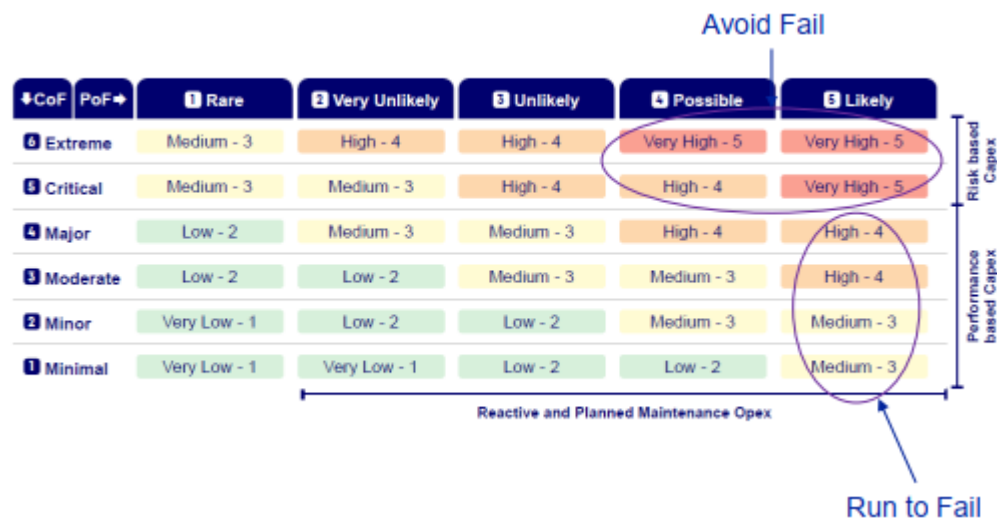 Avoid Fail
⬇CoF PoF➡ 1 Rare 2 Very Unlikely 3 Unlikely 4 Possible 5 Likely
6 Extreme Medium - 3 High - 4 High - 4 Very High - 5 Very High - 5
5 Critical Medium - 3 Medium - 3 High - 4 High - 4 Very High - 5
Risk based
Capex
4 Major Low - 2 Medium - 3 Medium - 3 High - 4 High - 4
3 Moderate Low - 2 Low - 2 Medium - 3 Medium - 3 High - 4
2 Minor Very Low - 1 Low - 2 Low - 2 Medium - 3 Medium - 3
1 Minimal Very Low - 1 Very Low - 1 Low - 2 Low - 2 Medium - 3
Performance
based Capex
Reactive and Planned Maintenance Opex
Run to Fail